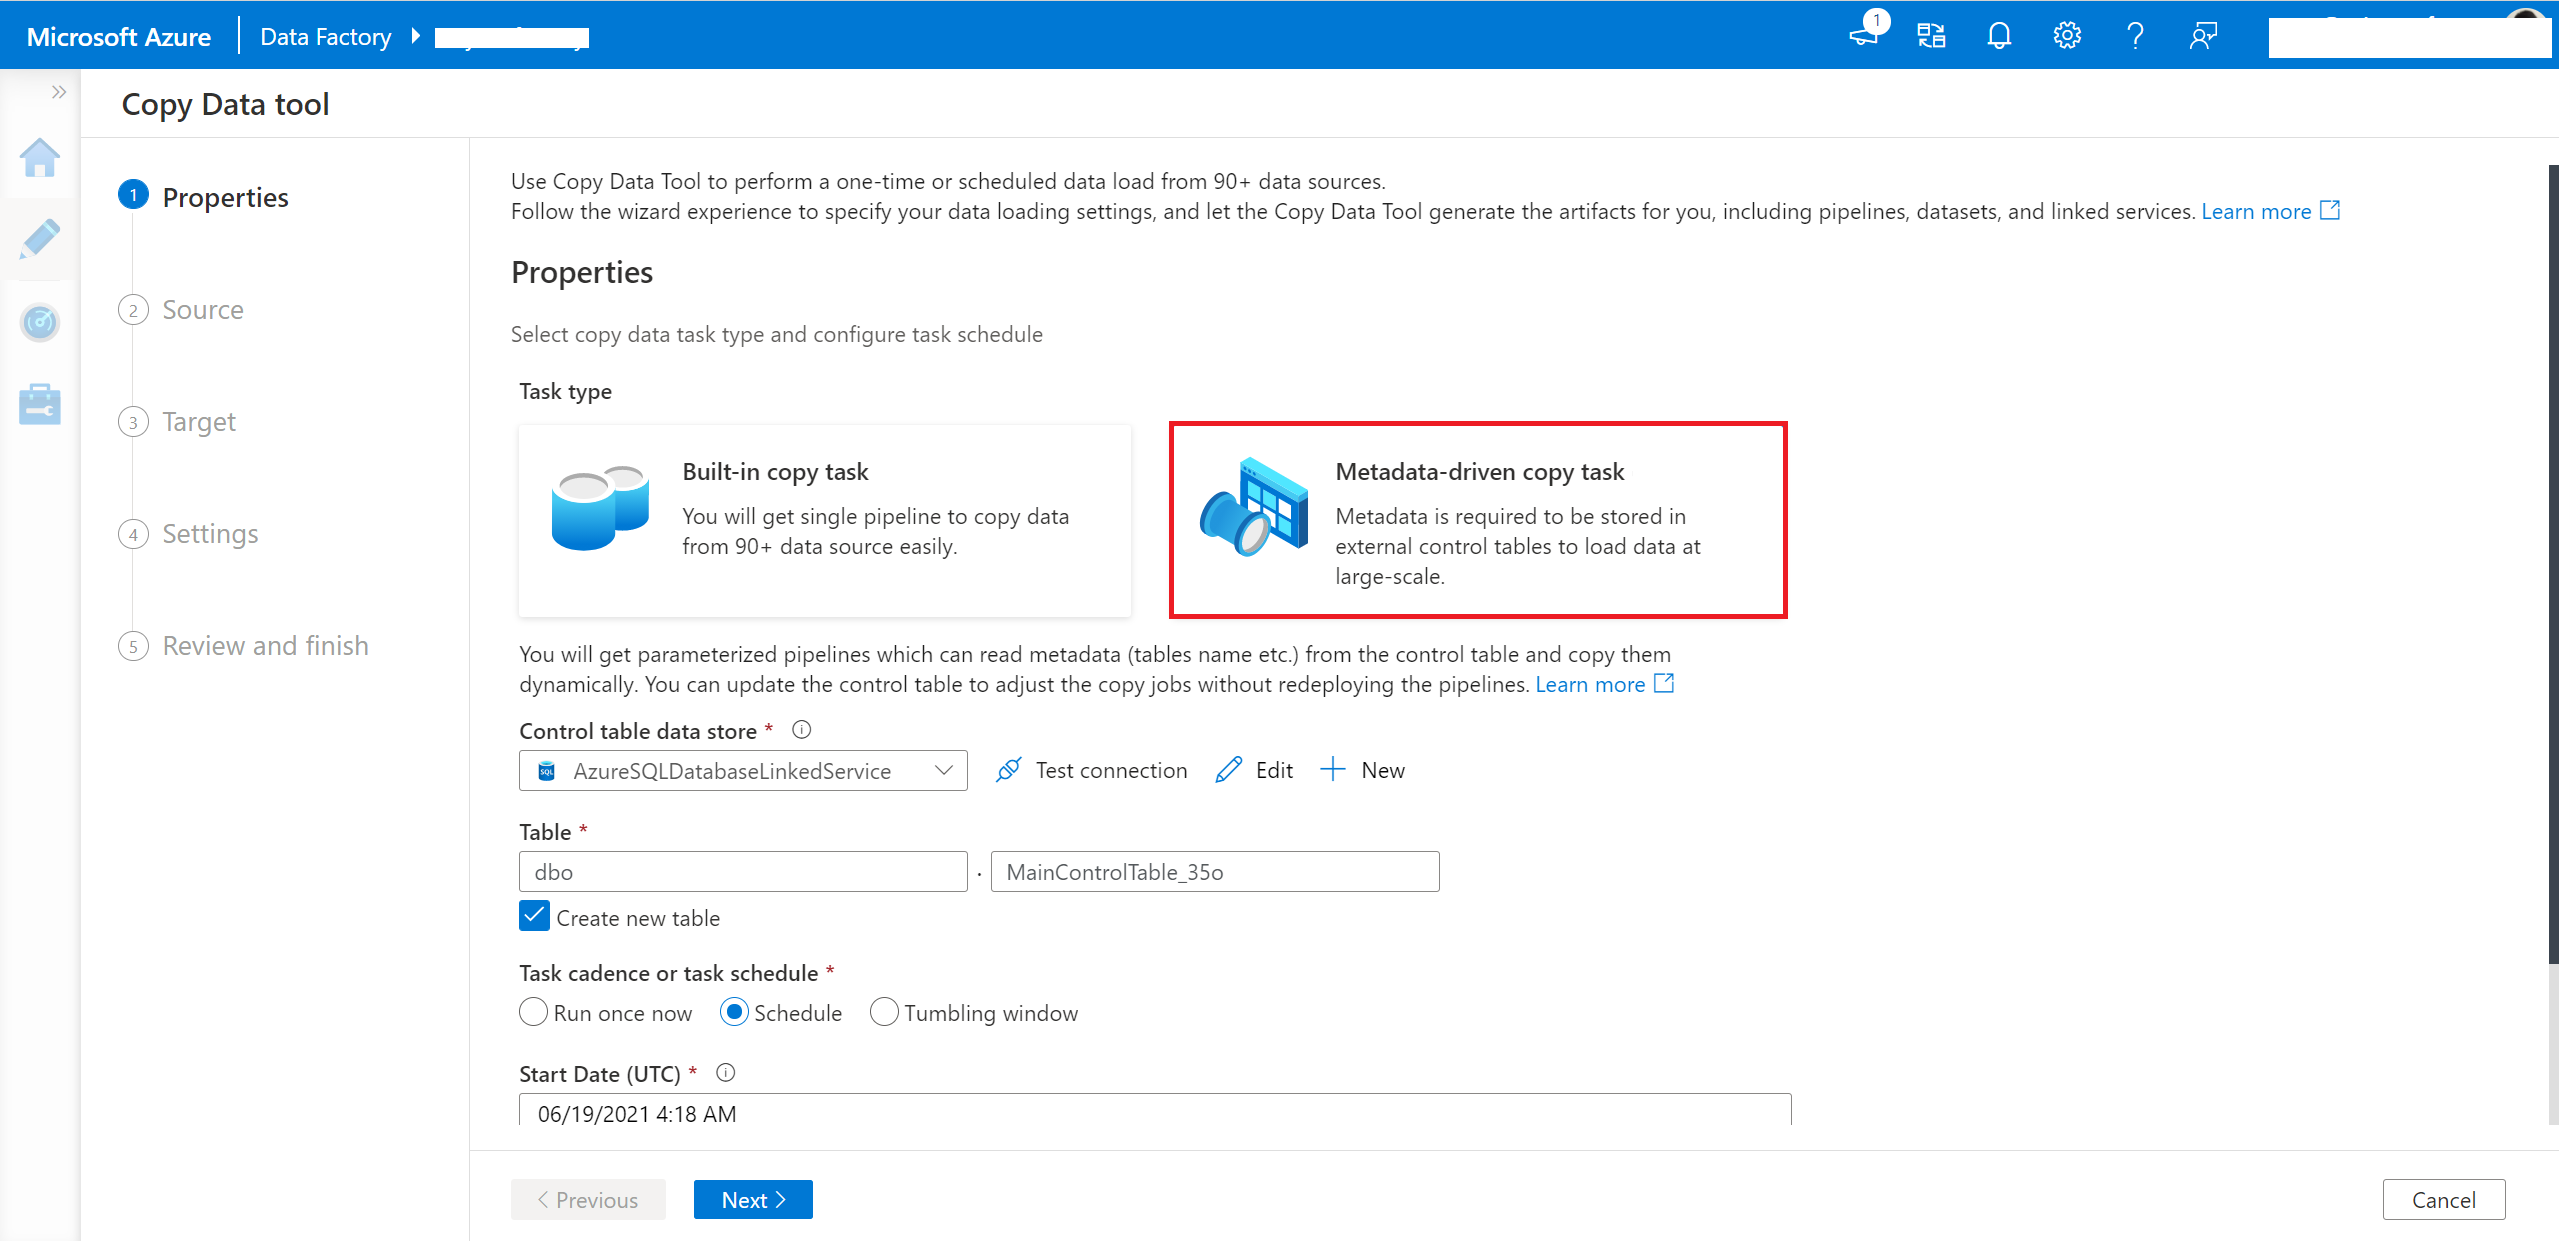 Microsoft Azure
Data Factory
1
Copy Data tool
1 Properties
2 Source
3 Target
4 Settings
5 Review and finish
Use Copy Data Tool to perform a one-time or scheduled data load from 90+ data sources.
Follow the wizard experience to specify your data loading settings, and let the Copy Data Tool generate the artifacts for you, including pipelines, datasets, and linked services. Learn more
Properties
Select copy data task type and configure task schedule
Task type
Built-in copy task
You will get single pipeline to copy data
from 90+ data source easily.
Metadata-driven copy task
Metadata is required to be stored in
external control tables to load data at
large-scale.
You will get parameterized pipelines which can read metadata (tables name etc.) from the control table and copy them
dynamically. You can update the control table to adjust the copy jobs without redeploying the pipelines. Learn more
Control table data store *
SQL AzureSQLDatabaseLinkedService Test connection Edit New
Table *
dbo . MainControlTable_35o
Create new table
Task cadence or task schedule *
Run once now Schedule Tumbling window
Start Date (UTC) *
06/19/2021 4:18 AM
Previous Next Cancel